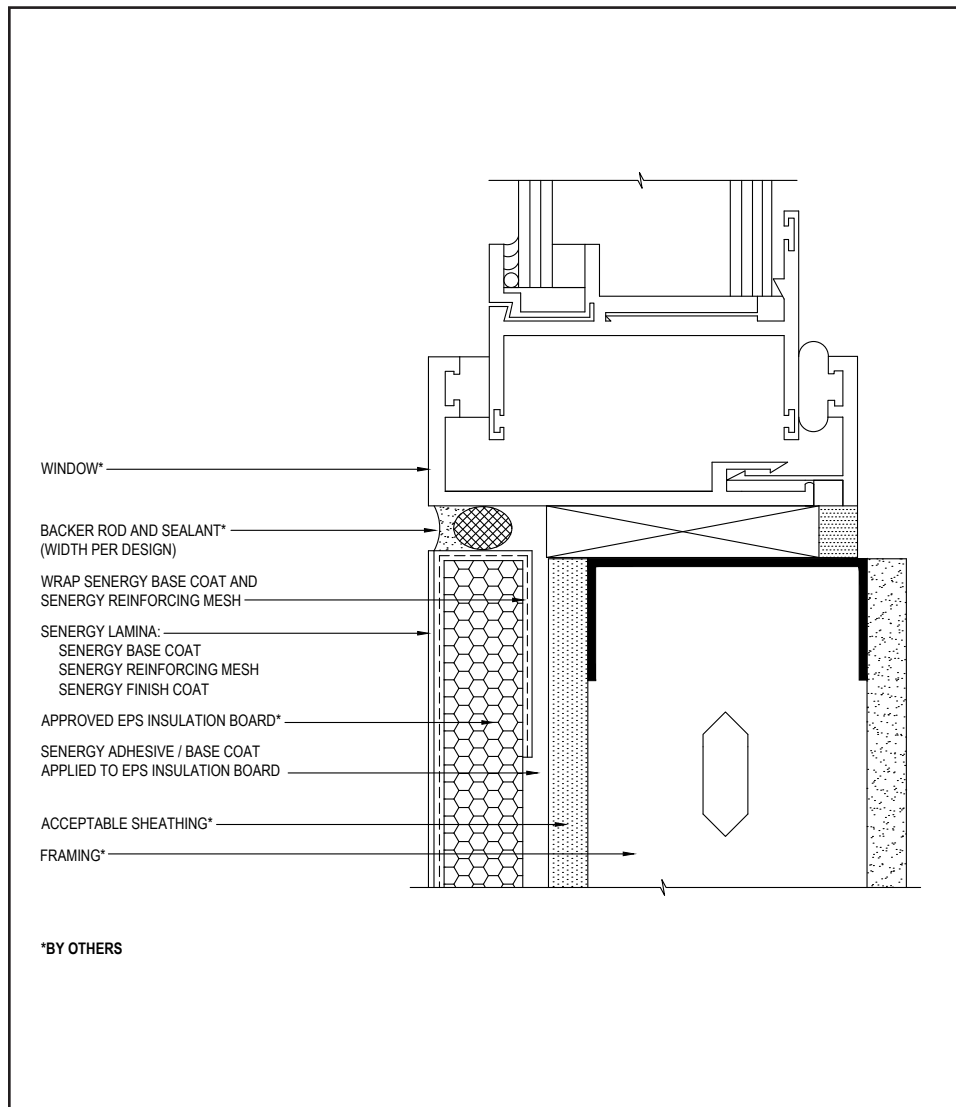 WINDOW*
BACKER ROD AND SEALANT*
(WIDTH PER DESIGN)
WRAP SENERGY BASE COAT AND
SENERGY REINFORCING MESH
SENERGY LAMINA:
SENERGY BASE COAT
SENERGY REINFORCING MESH
SENERGY FINISH COAT
APPROVED EPS INSULATION BOARD*
SENERGY ADHESIVE / BASE COAT
APPLIED TO EPS INSULATION BOARD
ACCEPTABLE SHEATHING*
FRAMING*
*BY OTHERS